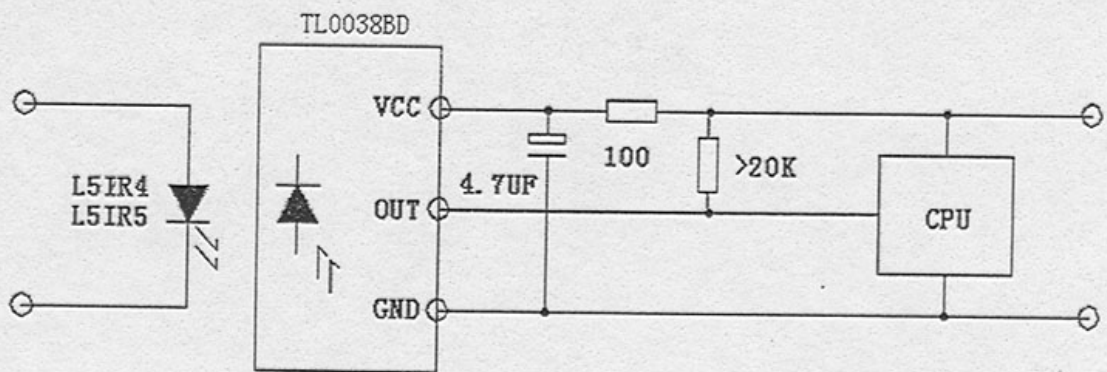 TL0038BD
VCC
L5IR4
L5IR5
4.7UF
100
>20K
OUT
CPU
GND